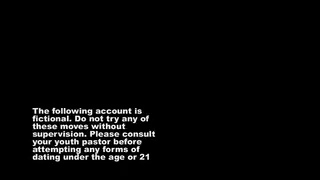 The following account is
fictional. Do not try any of
these moves without
supervision. Please consult
your youth pastor before
attempting any forms of
dating under the age or 21